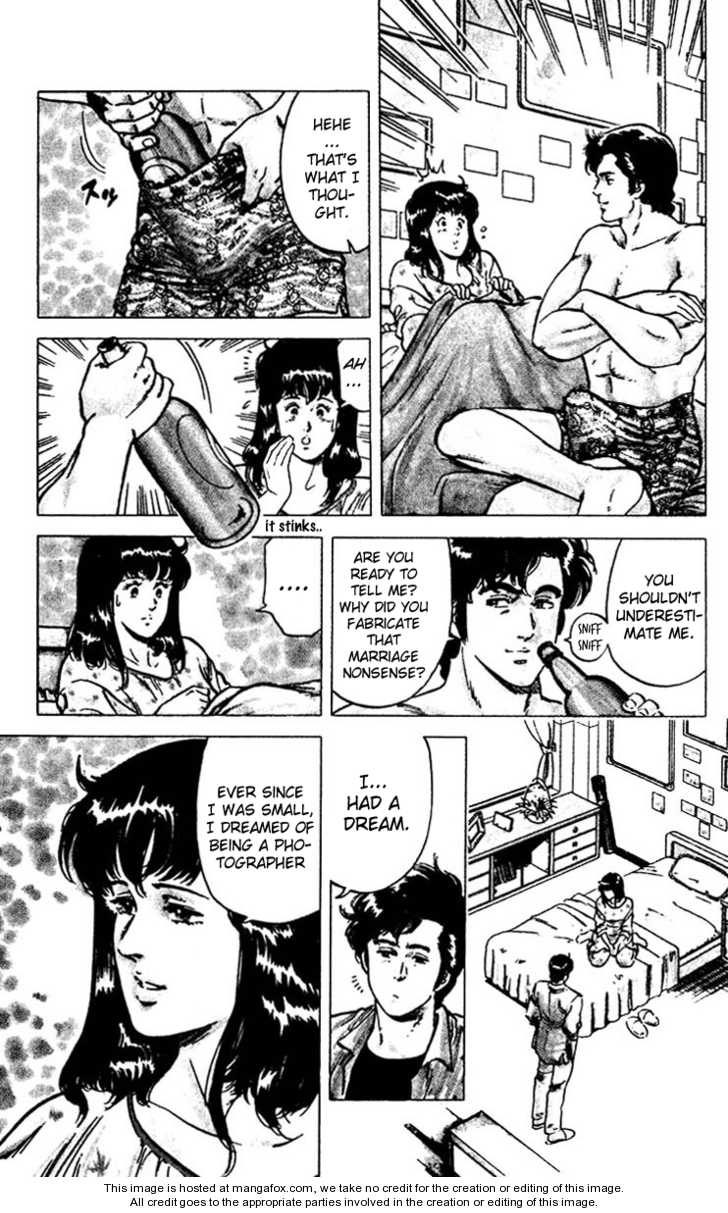 HEHE
...
THAT'S
WHAT I
THOU-
GHT.
AH
...
it stinks..
YOU
SHOULDN'T
UNDERESTI-
MATE ME.
SNIFF
SNIFF
ARE YOU
READY TO
TELL ME?
WHY DID YOU
FABRICATE
THAT
MARRIAGE
NONSENSE?
....
I...
HAD A
DREAM.
EVER SINCE
I WAS SMALL,
I DREAMED OF
BEING A PHO-
TOGRAPHER
This image is hosted at mangafox.com, we take no credit for the creation or editing of this image.
All credit goes to the appropriate parties involved in the creation or editing of this image.